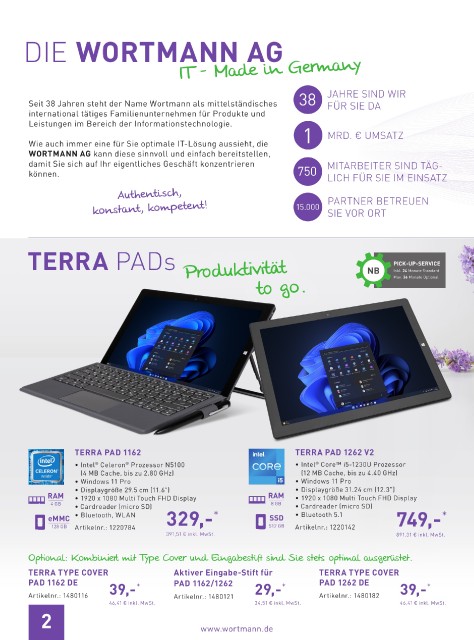 DIE WORTMANN AG
IT - Made in Germany
Seit 38 Jahren steht der Name Wortmann als mittelständisches
international tätiges Familienunternehmen für Produkte und
Leistungen im Bereich der Informationstechnologie.
Wie auch immer eine für Sie optimale IT-Lösung aussieht, die
WORTMANN AG kann diese sinnvoll und einfach bereitstellen,
damit Sie sich auf Ihr eigentliches Geschäft konzentrieren
können.
Authentisch,
konstant, kompetent!
38 JAHRE SIND WIR
FÜR SIE DA
1 MRD. € UMSATZ
750 MITARBEITER SIND TÄG-
LICH FÜR SIE IM EINSATZ
15.000 PARTNER BETREUEN
SIE VOR ORT
TERRA PADs
Produktivität
to go.
NB
PICK-UP-SERVICE
inkl. 24 Monate Standard
Max. 36 Monate Optional
intel
CELERON
RAM
4 GB
eMMC
128 GB
TERRA PAD 1162
• Intel® Celeron® Prozessor N5100
(4 MB Cache, bis zu 2.80 GHz)
• Windows 11 Pro
• Displaygröße 29.5 cm (11.6")
• 1920 x 1080 Multi Touch FHD Display
• Cardreader (micro SD)
• Bluetooth, WLAN
Artikelnr.: 1220784
329,-*
391,51 € inkl. MwSt.
intel
CORE
i5
RAM
8 GB
SSD
512 GB
TERRA PAD 1262 V2
• Intel® Core™ i5-1230U Prozessor
(12 MB Cache, bis zu 4.40 GHz)
• Windows 11 Pro
• Displaygröße 31.24 cm (12.3")
• 1920 x 1080 Multi Touch FHD Display
• Cardreader (micro SD)
• Bluetooth 5.1
Artikelnr.: 1220142
749,-*
891,31 € inkl. MwSt.
Optional: Kombiniert mit Type Cover und Eingabestift sind Sie stets optimal ausgerüstet.
TERRA TYPE COVER
PAD 1162 DE
Artikelnr.: 1480116
39,-*
46,41 € inkl. MwSt.
Aktiver Eingabe-Stift für
PAD 1162/1262
Artikelnr.: 1480121
29,-*
34,51 € inkl. MwSt.
TERRA TYPE COVER
PAD 1262 DE
Artikelnr.: 1480182
39,-*
46,41 € inkl. MwSt.
2
www.wortmann.de